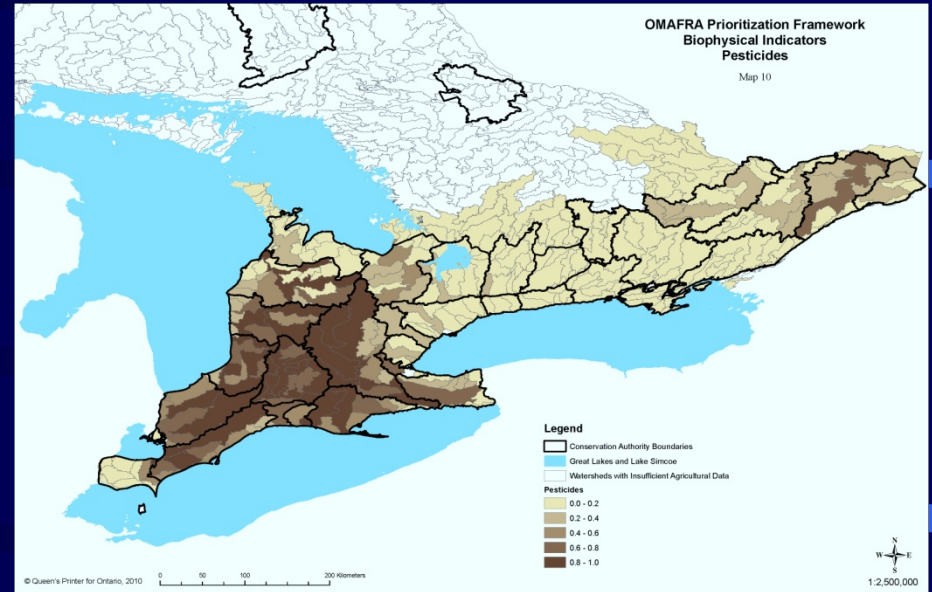 OMAFRA Prioritization Framework
Biophysical Indicators
Pesticides
Map 10
Legend
Conservation Authority Boundaries
Great Lakes and Lake Simcoe
Watersheds with Insufficient Agricultural Data
Pesticides
0.0 - 0.2
0.2 - 0.4
0.4 - 0.6
0.6 - 0.8
0.8 - 1.0
N
W E
S
© Queen's Printer for Ontario, 2010
0 50 100 200 Kilometers
1:2,500,000